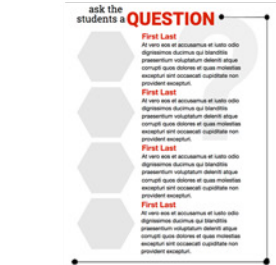 ask the
students a QUESTION
First Last
At vero eos et accusamus et iusto odio
dignissimos ducimus qui blanditiis
praesentium voluptatum deleniti atque
corrupti quos dolores et quas molestias
excepturi sint occaecati cupiditate non
provident excepturi.
First Last
At vero eos et accusamus et iusto odio
dignissimos ducimus qui blanditiis
praesentium voluptatum deleniti atque
corrupti quos dolores et quas molestias
excepturi sint occaecati cupiditate non
provident excepturi.
First Last
At vero eos et accusamus et iusto odio
dignissimos ducimus qui blanditiis
praesentium voluptatum deleniti atque
corrupti quos dolores et quas molestias
excepturi sint occaecati cupiditate non
provident excepturi.
First Last
At vero eos et accusamus et iusto odio
dignissimos ducimus qui blanditiis
praesentium voluptatum deleniti atque
corrupti quos dolores et quas molestias
excepturi sint occaecati cupiditate non
provident excepturi.